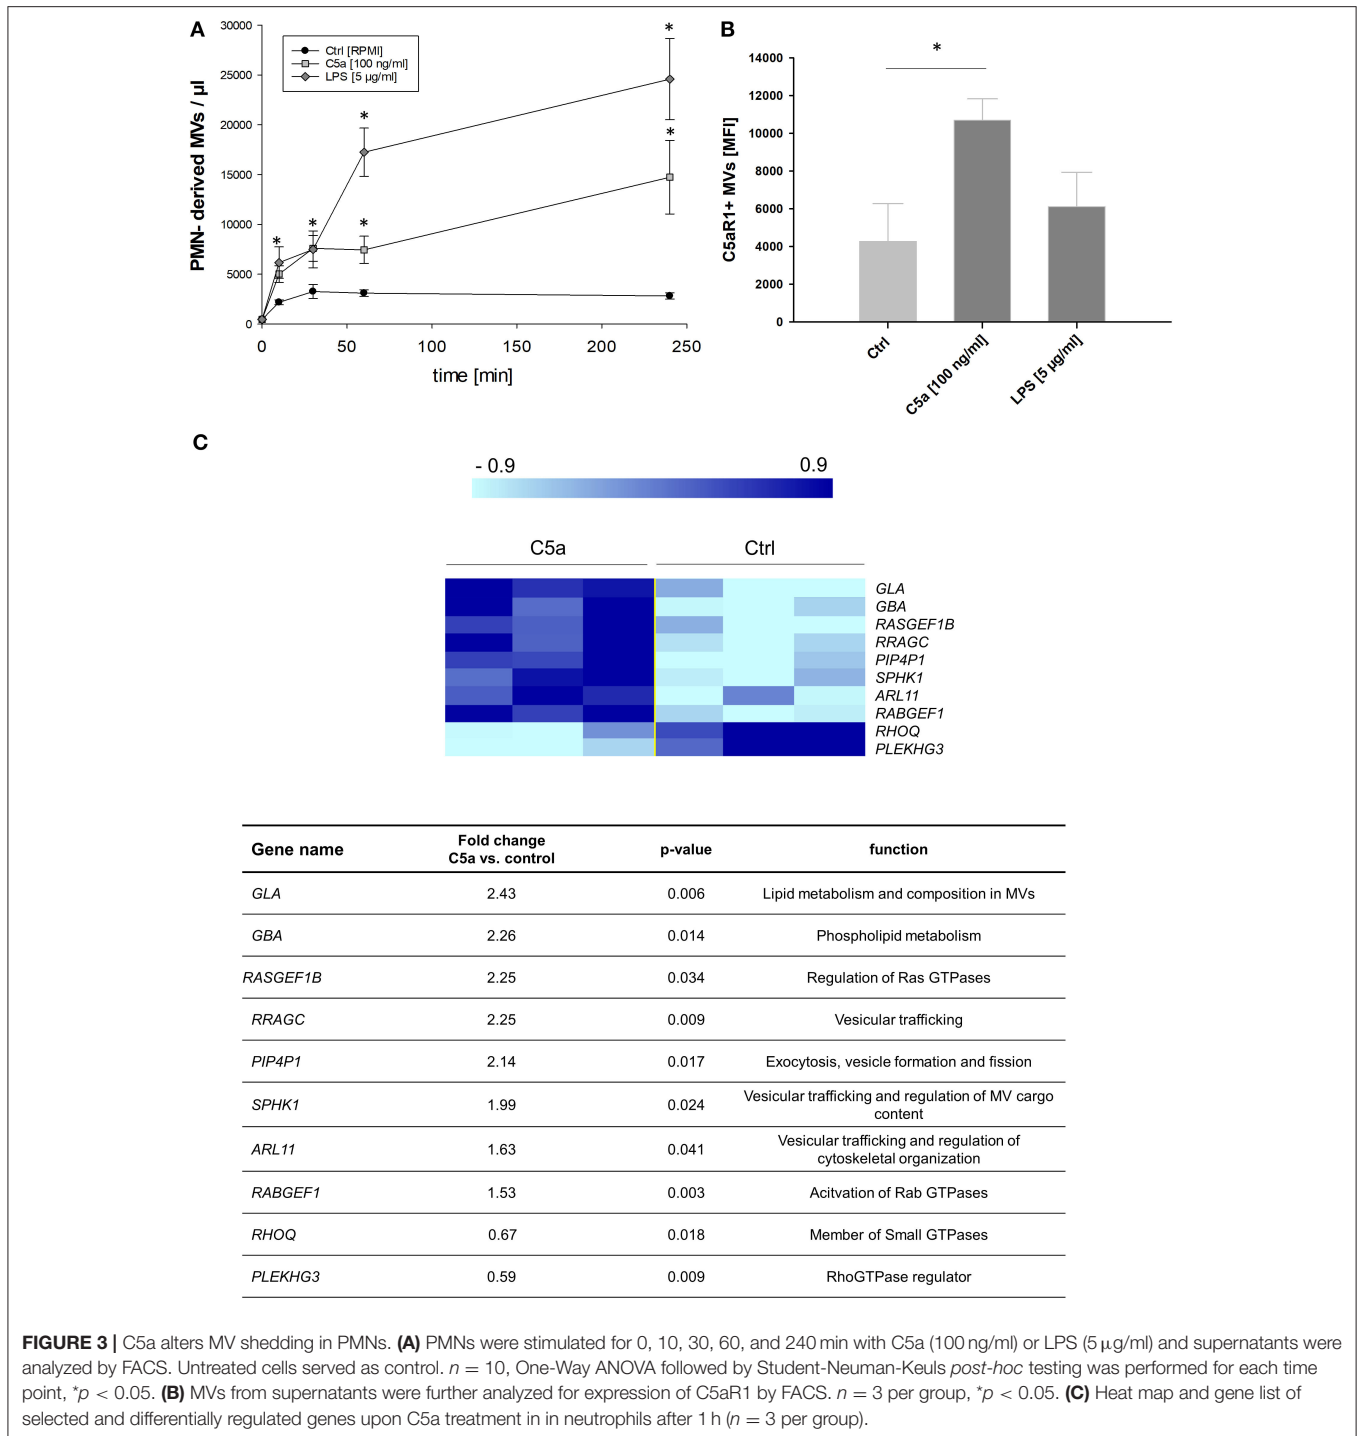 A
30000
25000
20000
15000
10000
5000
0
PMN- derived MVs / µl
Ctrl [RPMI]
C5a [100 ng/ml]
LPS [5 µg/ml]
* * * * * *
0 50 100 150 200 250
time [min]
B
14000
12000
10000
8000
6000
4000
2000
0
C5aR1+ MVs [MFI]
*
Ctrl
C5a [100 ng/ml]
LPS [5 µg/ml]
C
- 0.9 0.9
C5a Ctrl
GLA
GBA
RASGEF1B
RRAGC
PIP4P1
SPHK1
ARL11
RABGEF1
RHOQ
PLEKHG3
Gene name Fold change C5a vs. control p-value function
GLA 2.43 0.006 Lipid metabolism and composition in MVs
GBA 2.26 0.014 Phospholipid metabolism
RASGEF1B 2.25 0.034 Regulation of Ras GTPases
RRAGC 2.25 0.009 Vesicular trafficking
PIP4P1 2.14 0.017 Exocytosis, vesicle formation and fission
SPHK1 1.99 0.024 Vesicular trafficking and regulation of MV cargo
content
ARL11 1.63 0.041 Vesicular trafficking and regulation of
cytoskeletal organization
RABGEF1 1.53 0.003 Acitvation of Rab GTPases
RHOQ 0.67 0.018 Member of Small GTPases
PLEKHG3 0.59 0.009 RhoGTPase regulator
FIGURE 3 | C5a alters MV shedding in PMNs. (A) PMNs were stimulated for 0, 10, 30, 60, and 240 min with C5a (100 ng/ml) or LPS (5 µg/ml) and supernatants were
analyzed by FACS. Untreated cells served as control. n = 10, One-Way ANOVA followed by Student-Neuman-Keuls post-hoc testing was performed for each time
point, *p < 0.05. (B) MVs from supernatants were further analyzed for expression of C5aR1 by FACS. n = 3 per group, *p < 0.05. (C) Heat map and gene list of
selected and differentially regulated genes upon C5a treatment in in neutrophils after 1 h (n = 3 per group).